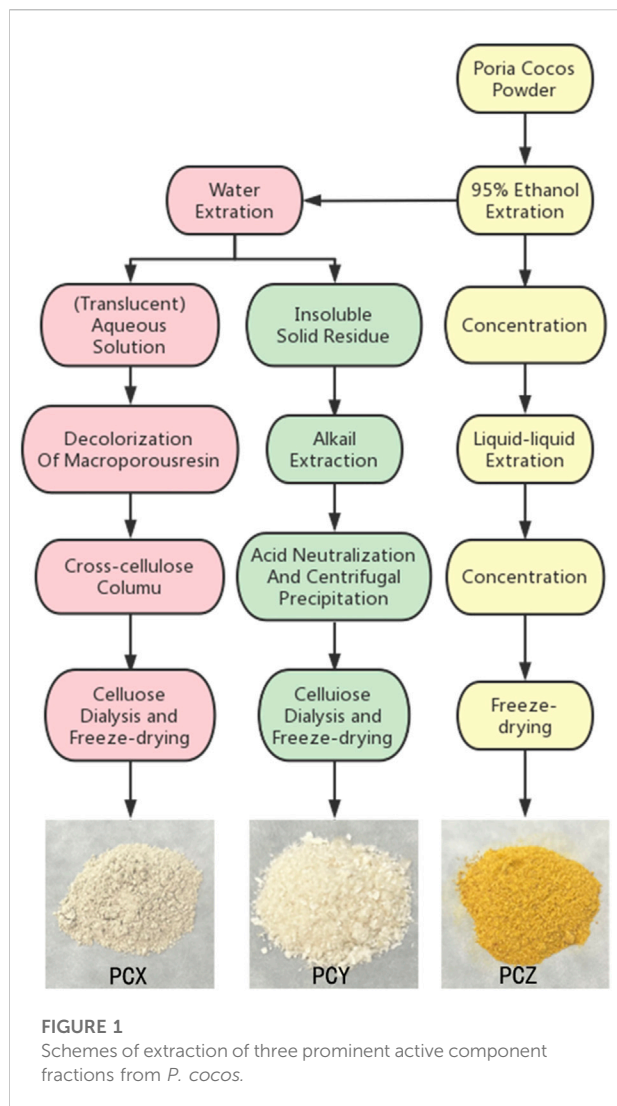 Poria Cocos
Powder
Water
Extration
95% Ethanol
Extration
(Translucent)
Aqueous
Solution
Insoluble
Solid Residue
Concentration
Decolorization
Of Macroporousresin
Alkail
Extraction
Liquid-liquid
Extration
Cross-cellulose
Columu
Acid Neutralization
And Centrifugal
Precipitation
Concentration
Celluose
Dialysis and
Freeze-drying
Celluiose
Dialysis and
Freeze-drying
Freeze-
drying
PCX
PCY
PCZ
FIGURE 1
Schemes of extraction of three prominent active component
fractions from P. cocos.